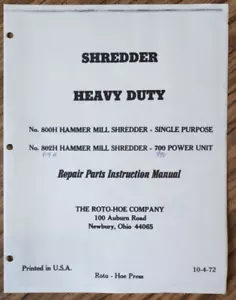 SHREDDER
HEAVY DUTY
No. 800H HAMMER MILL SHREDDER - SINGLE PURPOSE
No. 802H HAMMER MILL SHREDDER - 700 POWER UNIT
Repair Parts Instruction Manual
THE ROTO-HOE COMPANY
100 Auburn Road
Newbury, Ohio 44065
Printed in U.S.A.
Roto - Hoe Press
10-4-72